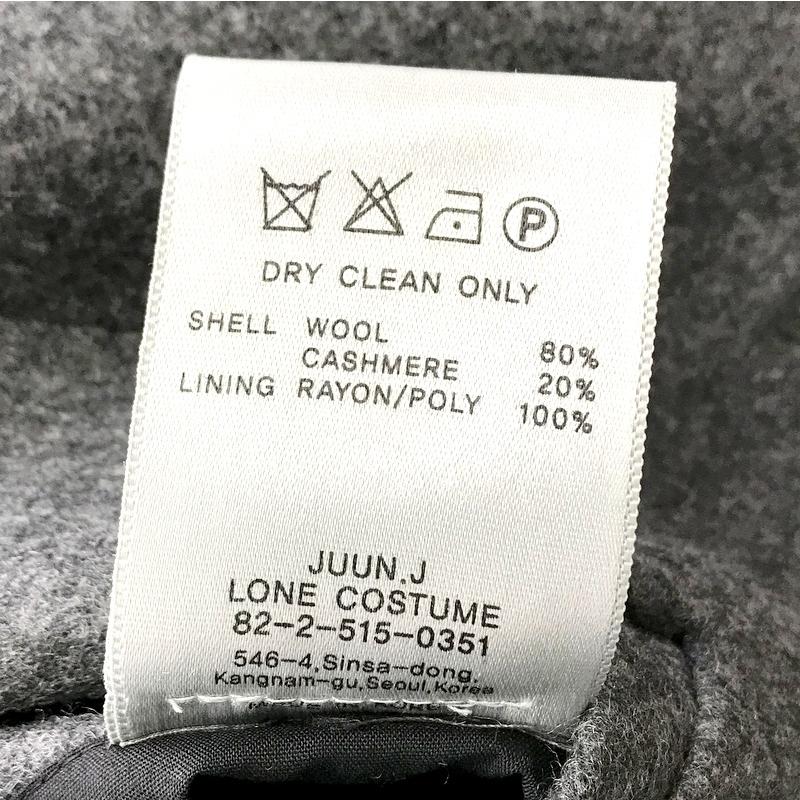 P
DRY CLEAN ONLY
SHELL WOOL 80%
CASHMERE 20%
LINING RAYON/POLY 100%
JUUN.J
LONE COSTUME
82-2-515-0351
546-4,Sinsa-dong,
Kangnam-gu,Seoul,Korea